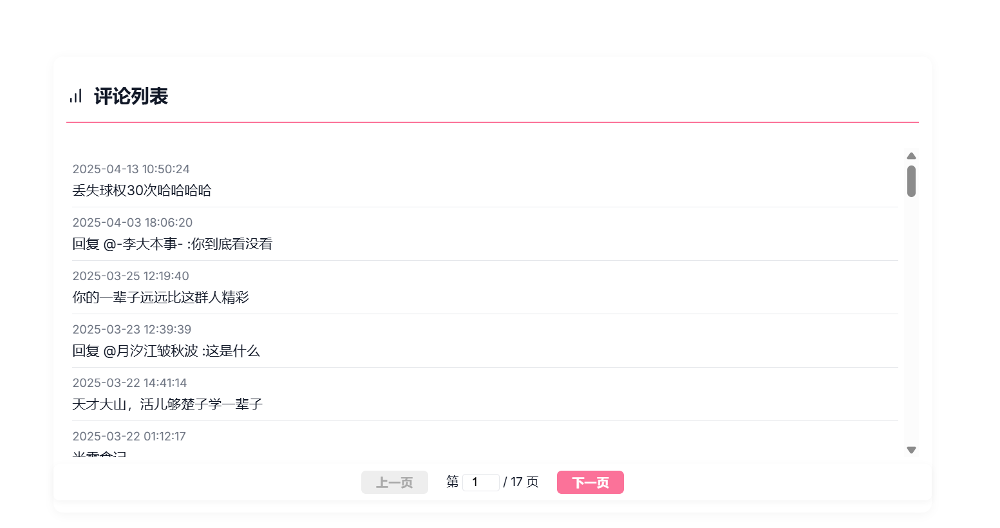 评论列表
2025-04-13 10:50:24
丢失球权30次哈哈哈哈
2025-04-03 18:06:20
回复 @-李大本事- :你到底看没看
2025-03-25 12:19:40
你的一辈子远远比这群人精彩
2025-03-23 12:39:39
回复 @月汐江皱秋波 :这是什么
2025-03-22 14:41:14
天才大山，活儿够楚子学一辈子
2025-03-22 01:12:17
上一页 第 1 / 17 页 下一页